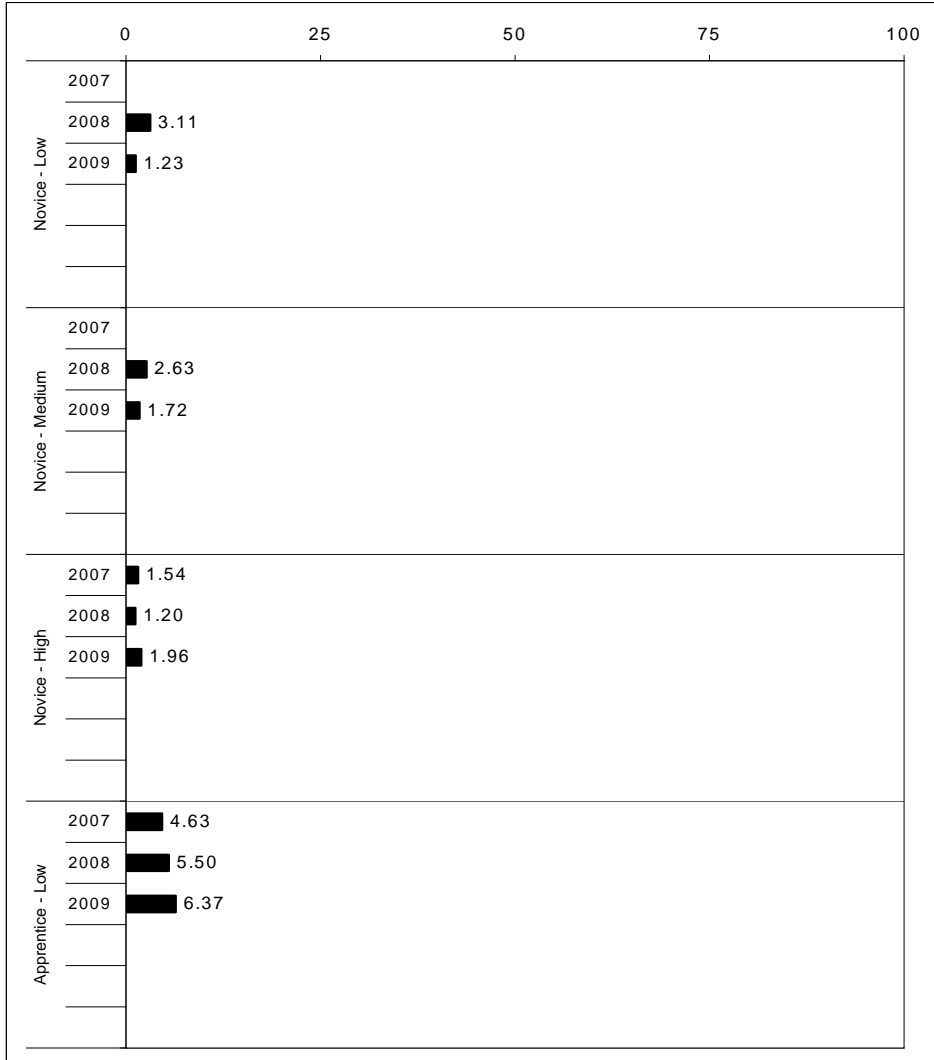 0 25 50 75 100
Novice - Low
2007
2008 3.11
2009 1.23
Novice - Medium
2007
2008 2.63
2009 1.72
Novice - High
2007 1.54
2008 1.20
2009 1.96
Apprentice - Low
2007 4.63
2008 5.50
2009 6.37